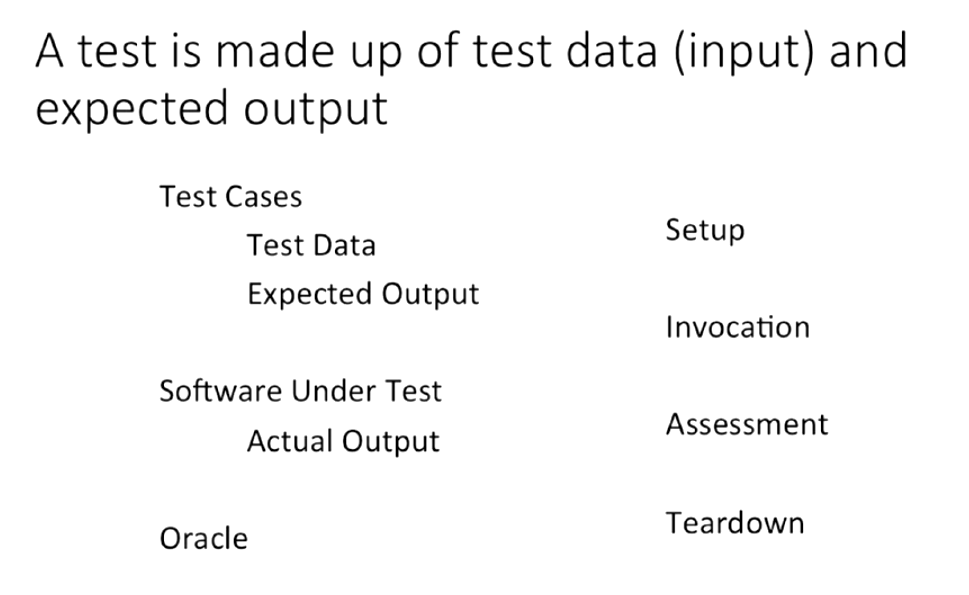 A test is made up of test data (input) and
expected output
Test Cases
Test Data
Expected Output
Software Under Test
Actual Output
Oracle
Setup
Invocation
Assessment
Teardown